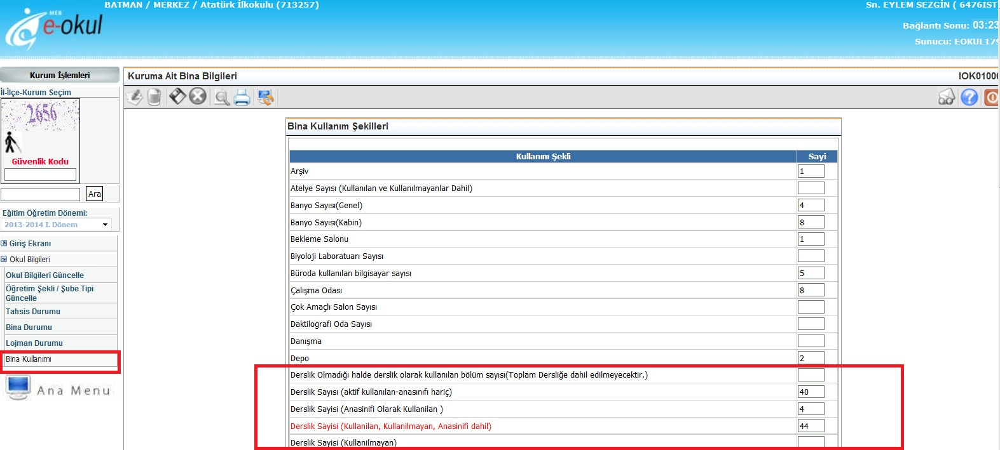 BATMAN / MERKEZ / Atatürk İlkokulu (713257)
Sn. EYLEM SEZGİN ( 6476IST
MEB
e-okul
Bağlantı Sonu: 03:23
Sunucu: EOKUL179
Kurum İşlemleri
İl-İlçe-Kurum Seçim
2656
Güvenlik Kodu
Ara
Eğitim Öğretim Dönemi:
2013-2014 I. Dönem
Giriş Ekranı
Okul Bilgileri
Okul Bilgileri Güncelle
Öğretim Şekli / Şube Tipi
Güncelle
Tahsis Durumu
Bina Durumu
Lojman Durumu
Bina Kullanımı
Ana Menu
Kuruma Ait Bina Bilgileri
IOK0100
Bina Kullanım Şekilleri
Kullanım Şekli Sayi
Arşiv 1
Atelye Sayısı (Kullanılan ve Kullanılmayanlar Dahil)
Banyo Sayısı(Genel) 4
Banyo Sayısı(Kabin) 8
Bekleme Salonu 1
Biyoloji Laboratuarı Sayısı
Büroda kullanılan bilgisayar sayısı 5
Çalışma Odası 8
Çok Amaçlı Salon Sayısı
Daktilografi Oda Sayısı
Danışma
Depo 2
Derslik Olmadığı halde derslik olarak kullanılan bölüm sayısı(Toplam Dersliğe dahil edilmeyecektir.)
Derslik Sayısı (aktif kullanılan-anasınıfı hariç) 40
Derslik Sayisi (Anasinifi Olarak Kullanilan ) 4
Derslik Sayisi (Kullanilan, Kullanilmayan, Anasinifi dahil) 44
Derslik Sayisi (Kullanilmayan)